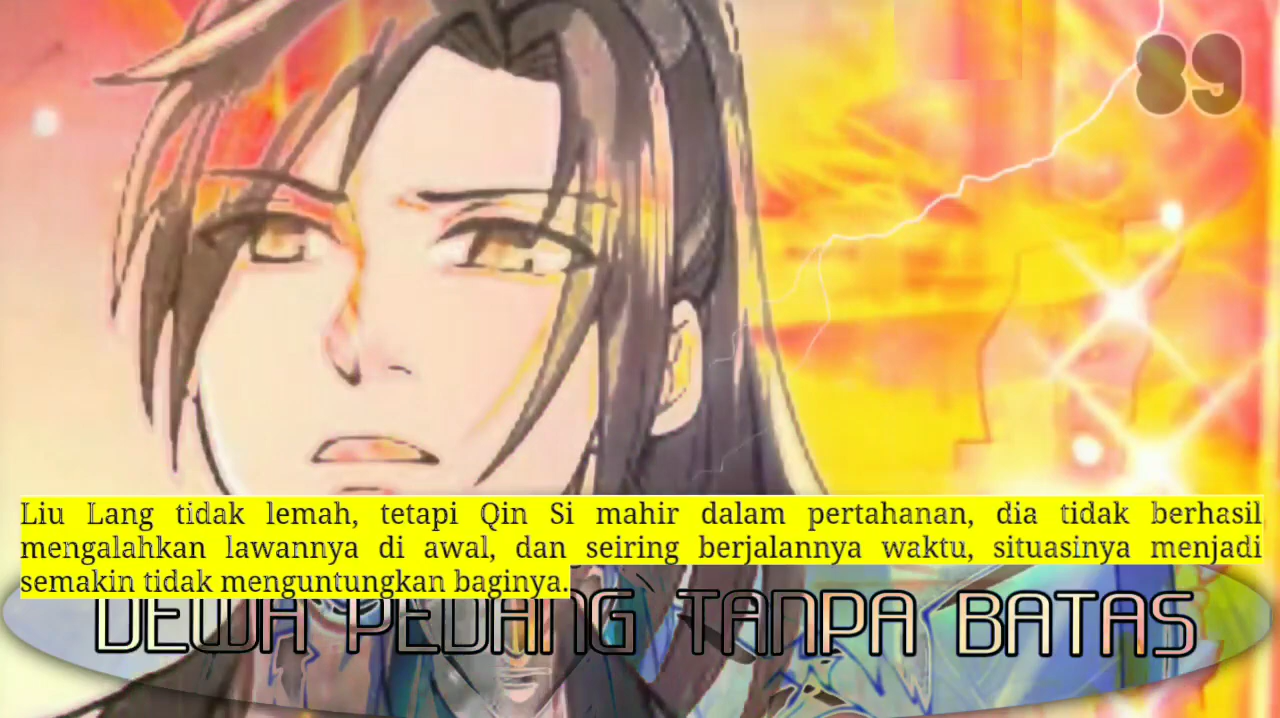 89
Liu Lang tidak lemah, tetapi Qin Si mahir dalam pertahanan, dia tidak berhasil
mengalahkan lawannya di awal, dan seiring berjalannya waktu, situasinya menjadi
semakin tidak menguntungkan baginya.
DEWA PEDANG TANPA BATAS